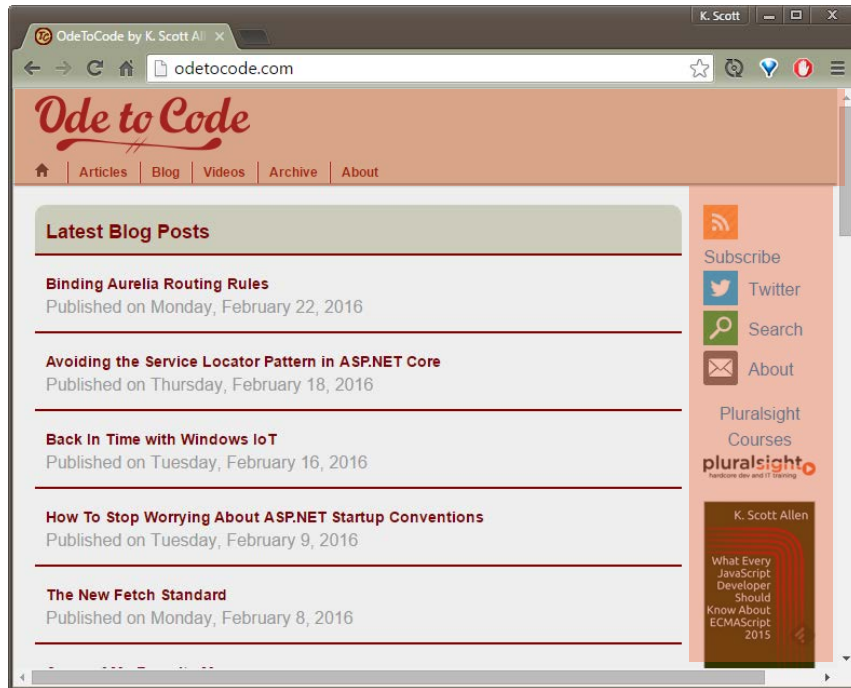 K. Scott
OdeToCode by K. Scott All
odetocode.com
Ode to Code
Articles Blog Videos Archive About
Latest Blog Posts
Binding Aurelia Routing Rules
Published on Monday, February 22, 2016
Avoiding the Service Locator Pattern in ASP.NET Core
Published on Thursday, February 18, 2016
Back In Time with Windows IoT
Published on Tuesday, February 16, 2016
How To Stop Worrying About ASP.NET Startup Conventions
Published on Tuesday, February 9, 2016
The New Fetch Standard
Published on Monday, February 8, 2016
Subscribe
Twitter
Search
About
Pluralsight
Courses
pluralsight
hardcore dev and IT training
K. Scott Allen
What Every
JavaScript
Developer
Should
Know About
ECMAScript
2015